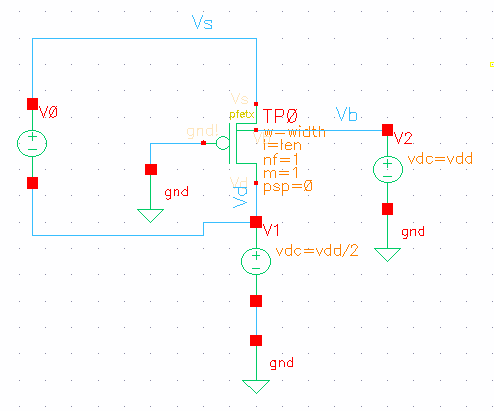 Vs
V0
Vs
pfetx
TP0
gnd!
w=width
l=len
nf=1
m=1
psp=0
Vb
V2
vdc=vdd
gnd
gnd
Vd
Vd
V1
vdc=vdd/2
gnd